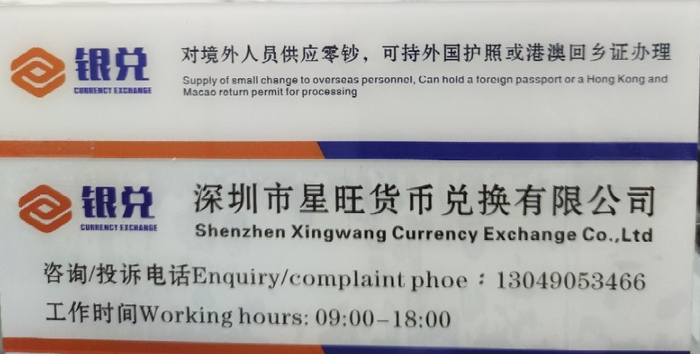 银兑
CURRENCY EXCHANGE
对境外人员供应零钞，可持外国护照或港澳回乡证办理
Supply of small change to overseas personnel, Can hold a foreign passport or a Hong Kong and
Macao return permit for processing
银兑
CURRENCY EXCHANGE
深圳市星旺货币兑换有限公司
Shenzhen Xingwang Currency Exchange Co.,Ltd
咨询/投诉电话Enquiry/complaint phoe：13049053466
工作时间Working hours: 09:00-18:00